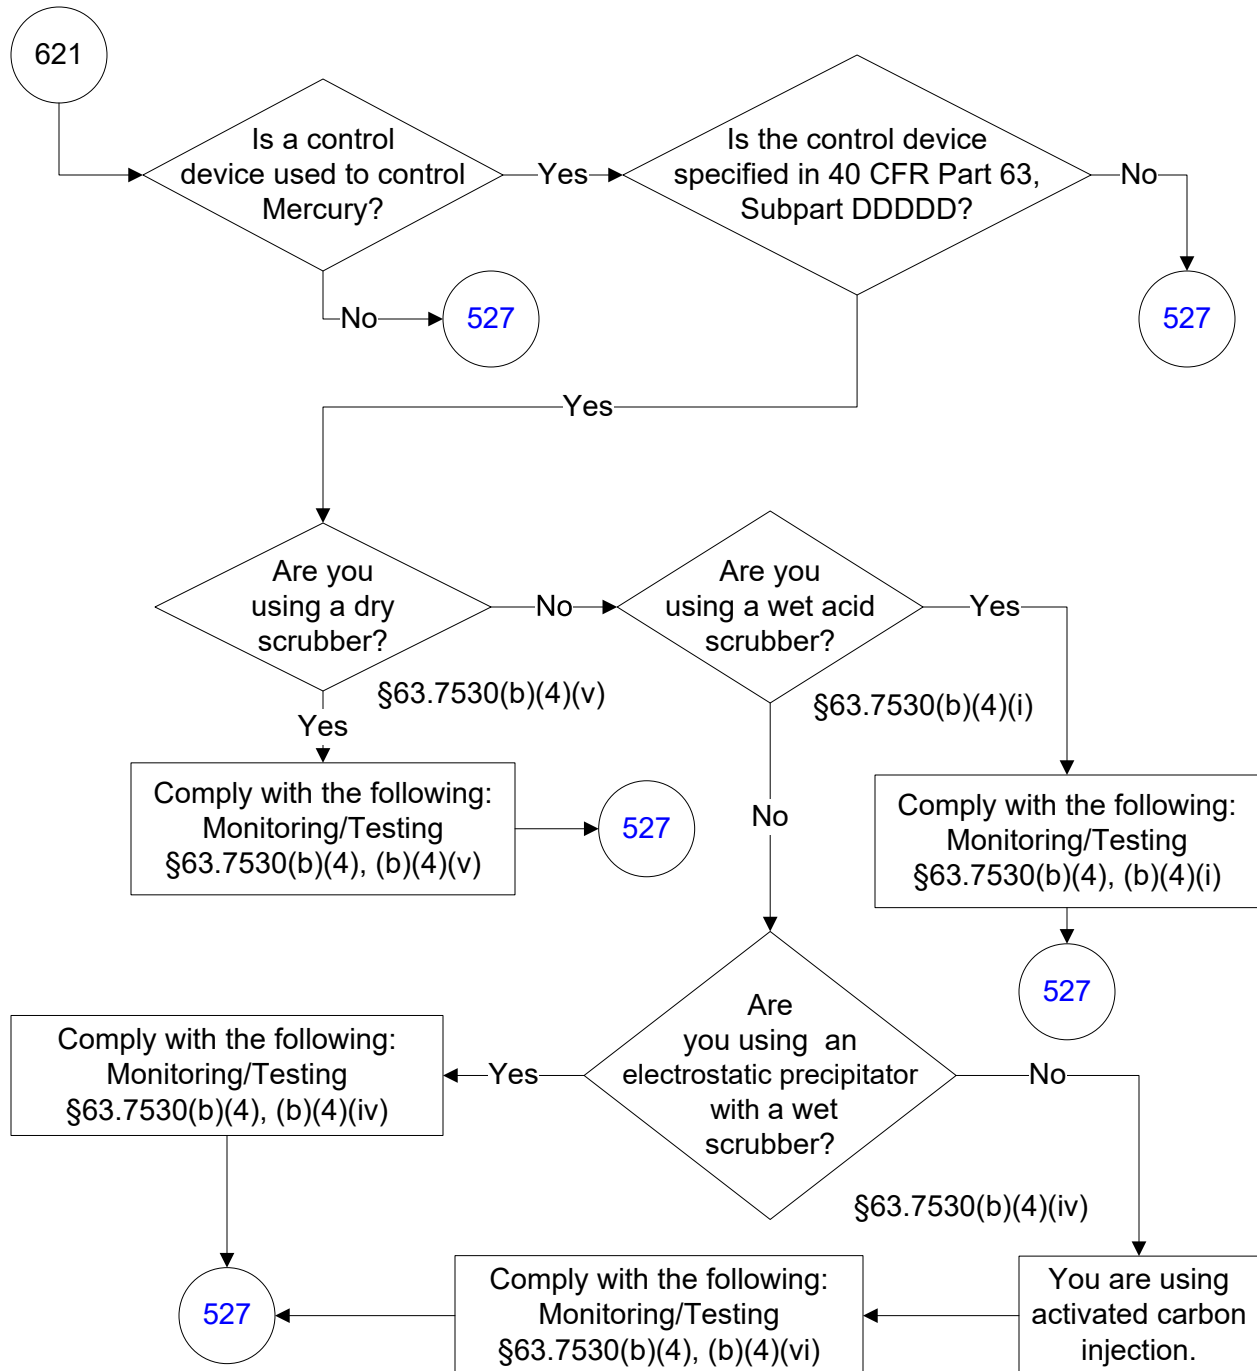 621
Is a control
device used to control
Mercury?
Yes
Is the control device
specified in 40 CFR Part 63,
Subpart DDDDD?
No
No
527
527
Yes
Are you
using a dry
scrubber?
No
Are you
using a wet acid
scrubber?
Yes
§63.7530(b)(4)(v)
§63.7530(b)(4)(i)
Yes
Comply with the following:
Monitoring/Testing
§63.7530(b)(4), (b)(4)(v)
527
No
Comply with the following:
Monitoring/Testing
§63.7530(b)(4), (b)(4)(i)
527
Are
you using an
electrostatic precipitator
with a wet
scrubber?
Yes
No
Comply with the following:
Monitoring/Testing
§63.7530(b)(4), (b)(4)(iv)
§63.7530(b)(4)(iv)
527
Comply with the following:
Monitoring/Testing
§63.7530(b)(4), (b)(4)(vi)
You are using
activated carbon
injection.